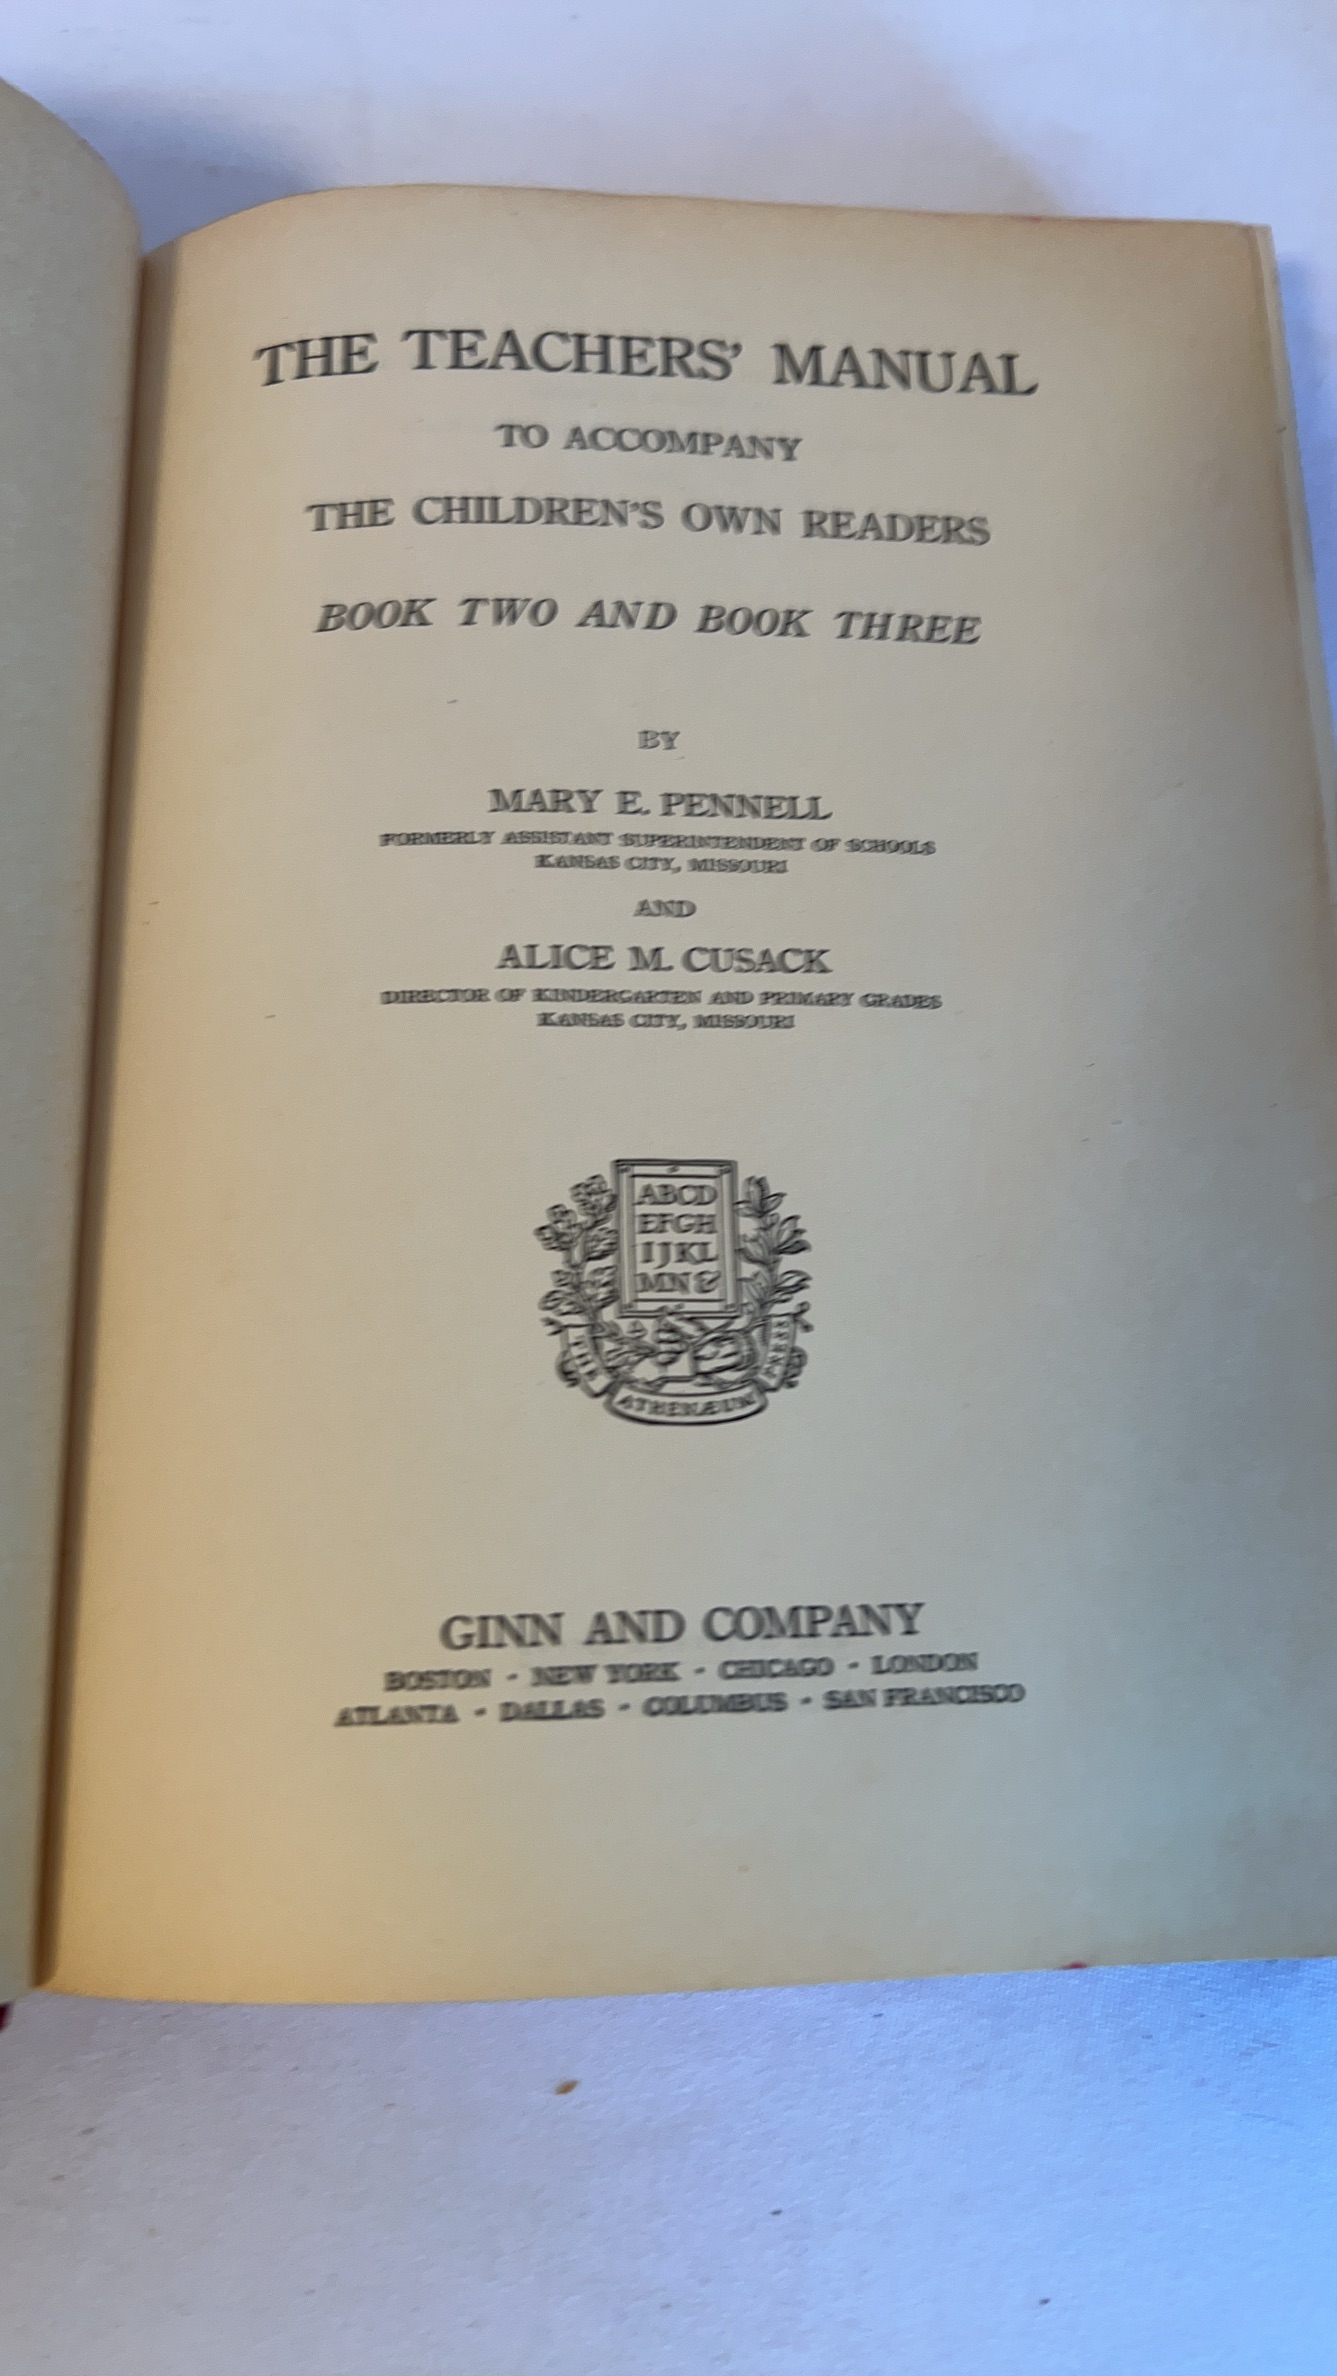 THE TEACHERS' MANUAL
TO ACCOMPANY
THE CHILDREN'S OWN READERS
BOOK TWO AND BOOK THREE
BY
MARY E. PENNELL
FORMERLY ASSISTANT SUPERINTENDENT OF SCHOOLS
KANSAS CITY, MISSOURI
AND
ALICE M. CUSACK
DIRECTOR OF KINDERGARTEN AND PRIMARY GRADES
KANSAS CITY, MISSOURI
ABCD
EFGH
IJKL
MN&
THE ATHENÆUM PRESS
GINN AND COMPANY
BOSTON · NEW YORK · CHICAGO · LONDON
ATLANTA · DALLAS · COLUMBUS · SAN FRANCISCO